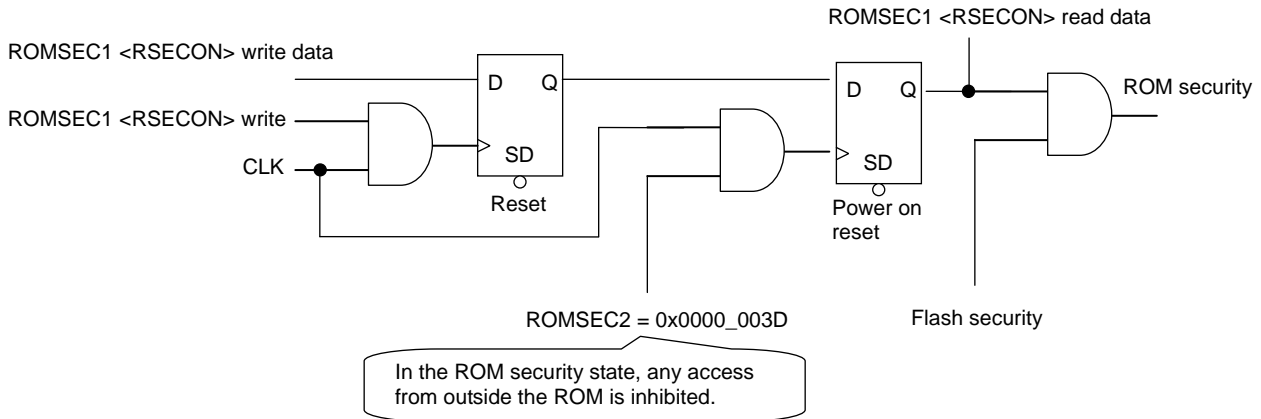 ROMSEC1 <RSECON> read data
ROMSEC1 <RSECON> write data
D Q
SD
Reset
ROMSEC1 <RSECON> write
CLK
D Q
SD
Power on
reset
ROM security
ROMSEC2 = 0x0000_003D
Flash security
In the ROM security state, any access
from outside the ROM is inhibited.